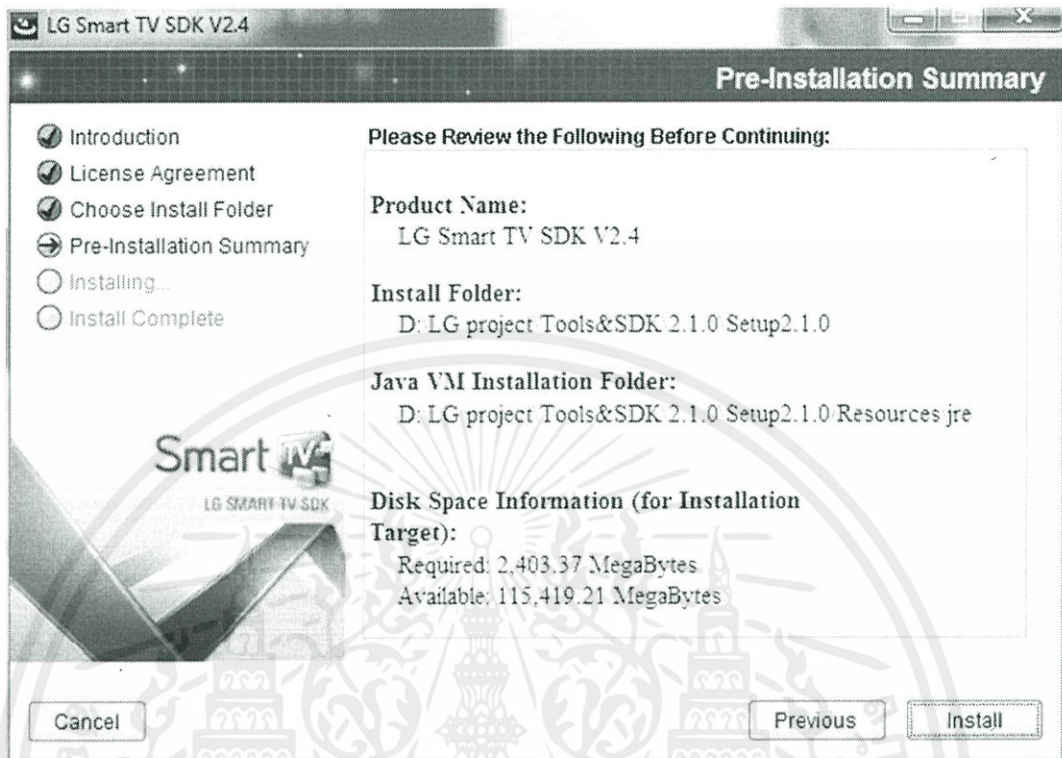 LG Smart TV SDK V2.4
Pre-Installation Summary
Introduction
License Agreement
Choose Install Folder
Pre-Installation Summary
Installing...
Install Complete
Please Review the Following Before Continuing:
Product Name:
LG Smart TV SDK V2.4
Install Folder:
D: LG project Tools&SDK 2.1.0 Setup2.1.0
Java VM Installation Folder:
D: LG project Tools&SDK 2.1.0 Setup2.1.0 Resources jre
Disk Space Information (for Installation
Target):
Required: 2,403.37 MegaBytes
Available: 115,419.21 MegaBytes
Smart TV
LG SMART TV SDK
Cancel
Previous
Install